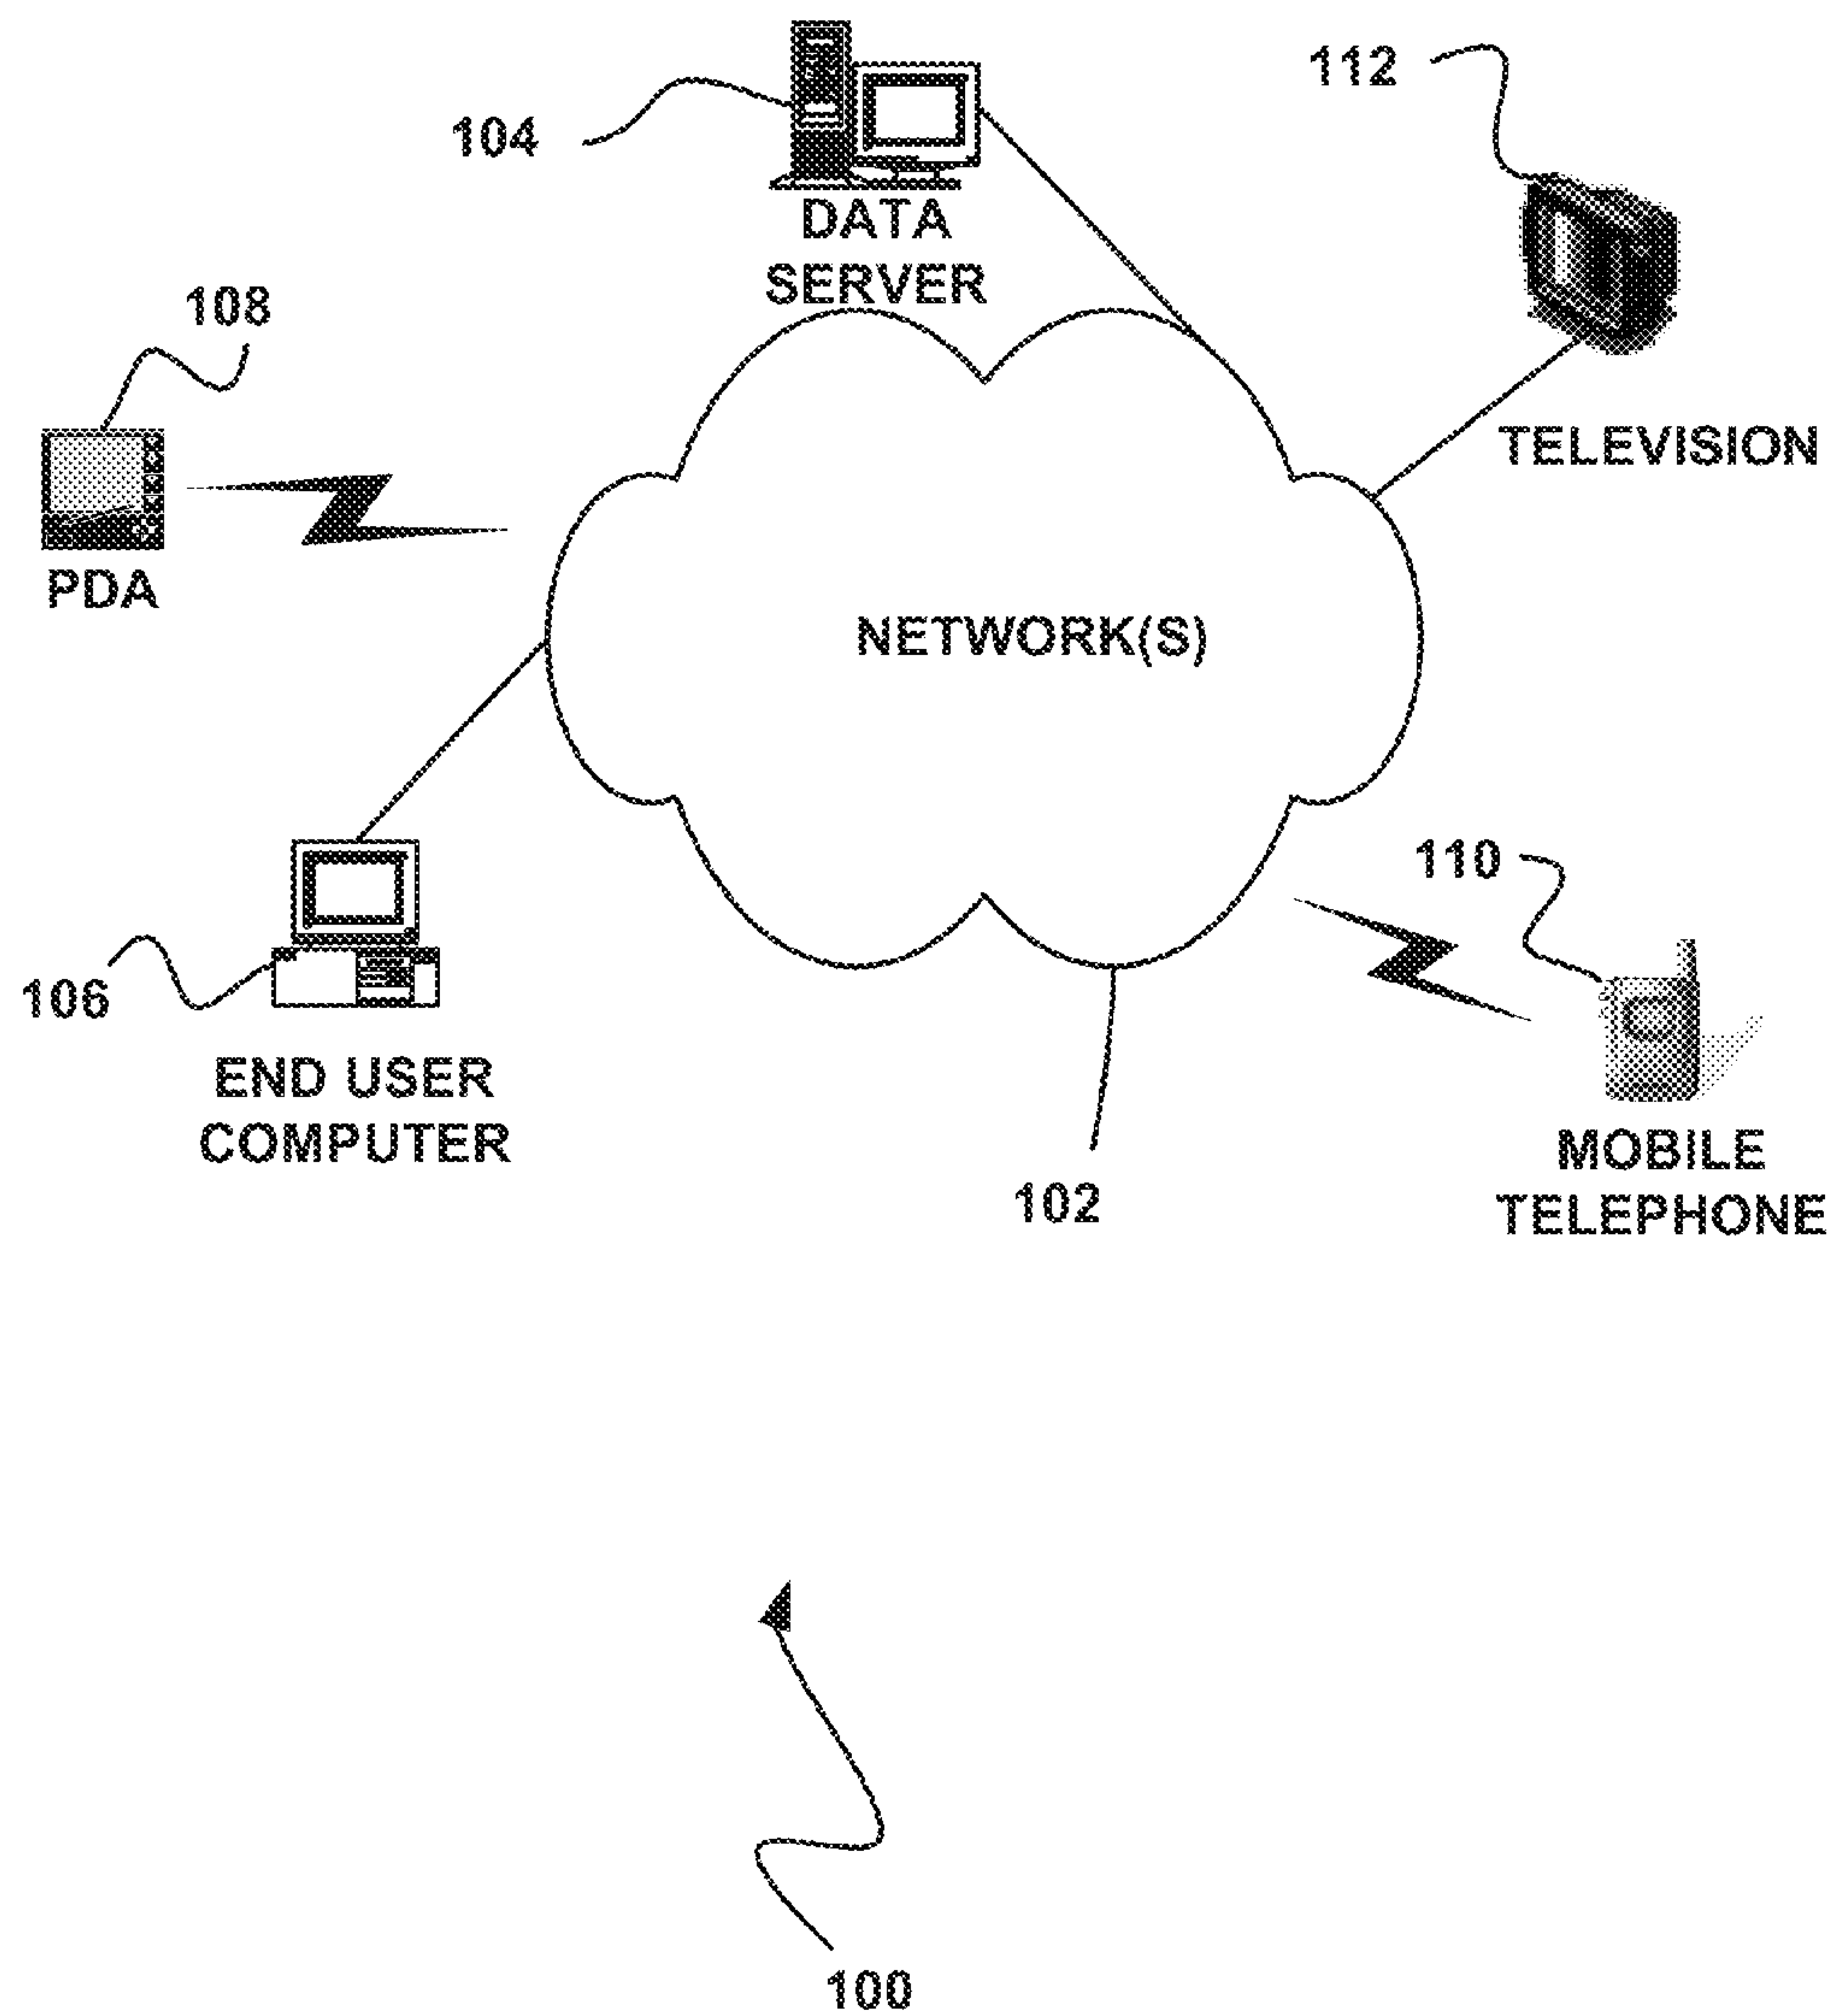 112
104
DATA
SERVER
108
TELEVISION
PDA
NETWORK(S)
110
106
END USER
COMPUTER
MOBILE
TELEPHONE
102
100